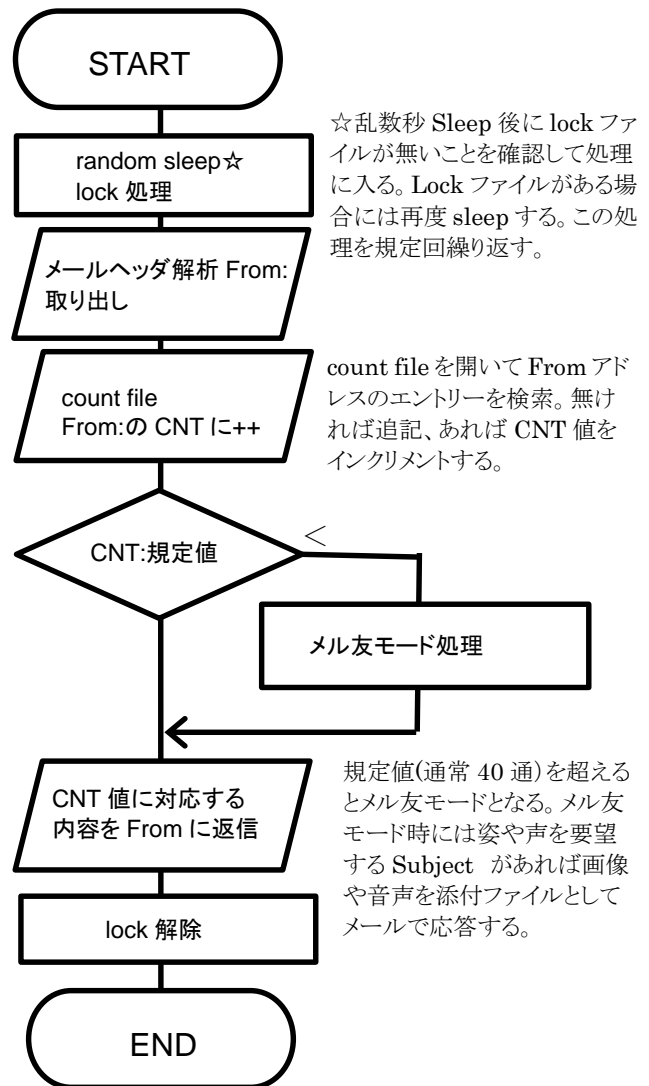 START
random sleep☆
lock 処理
☆乱数秒 Sleep 後に lock ファ
イルが無いことを確認して処理
に入る。Lock ファイルがある場
合には再度 sleep する。この処
理を規定回繰り返す。
メールヘッダ解析 From:
取り出し
count file
From:の CNT に++
count file を開いて From アド
レスのエントリーを検索。無け
れば追記、あれば CNT 値を
インクリメントする。
CNT:規定値
<
メル友モード処理
CNT 値に対応する
内容を From に返信
規定値(通常 40 通)を超える
とメル友モードとなる。メル友
モード時には姿や声を要望
する Subject があれば画像
や音声を添付ファイルとして
メールで応答する。
lock 解除
END